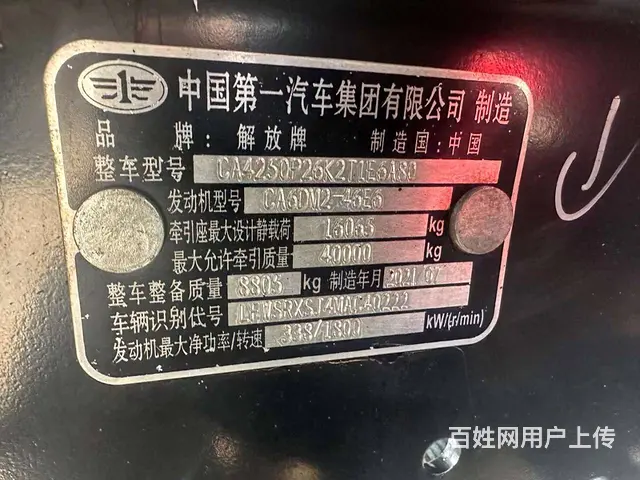 中国第一汽车集团有限公司 制造
品 牌：解放牌 制造国：中国
整车型号 CA4250P26K2T1E6A80
发动机型号 CA6DM2-46E6
牵引座最大设计静载荷 kg
最大允许牵引质量 40000 kg
整车整备质量 8805 kg 制造年月 2021 07
车辆识别代号
发动机最大净功率/转速 338/1800 kW/(r/min)
百姓网用户上传